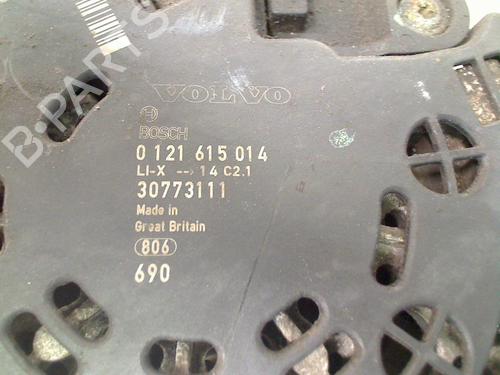 B-PARTS
VOLVO
BOSCH
0 121 615 014
LI-X --> 14 C2.1
30773111
Made in
Great Britain
806
690